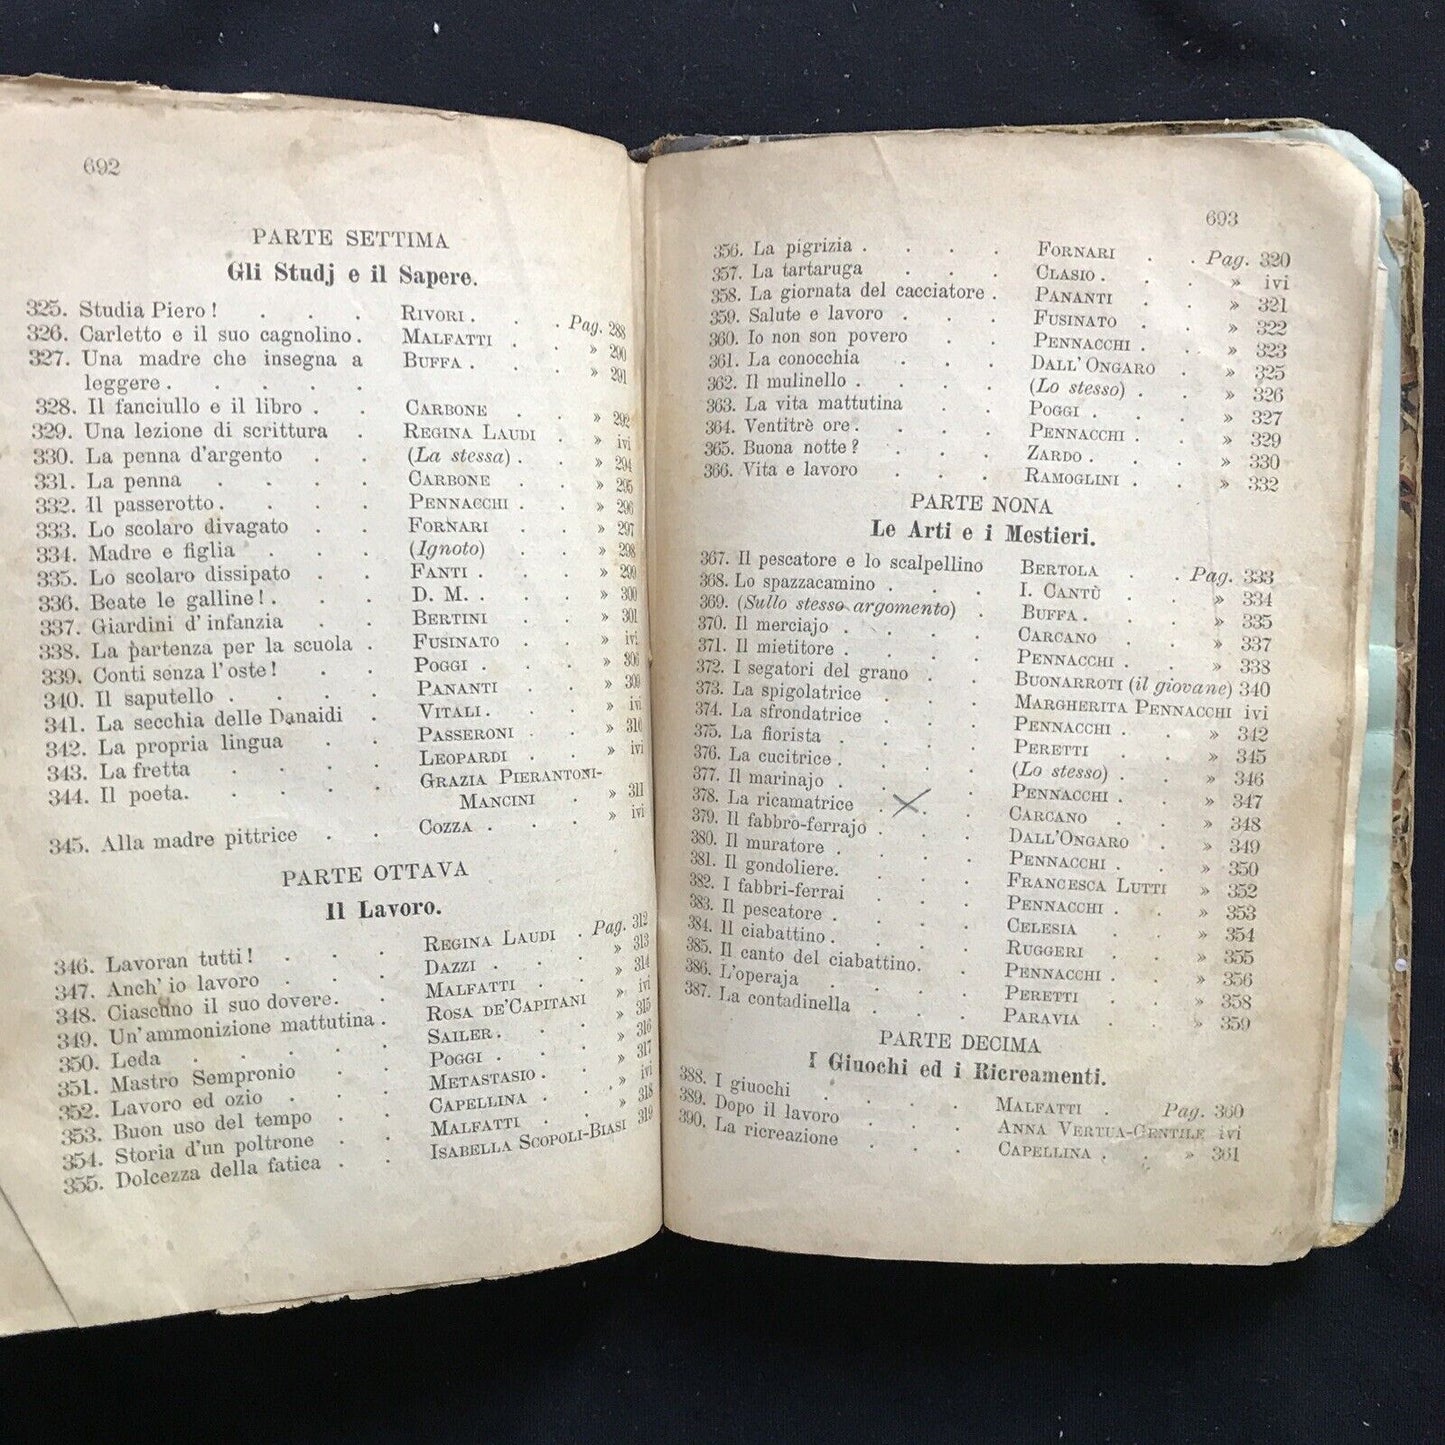 692
PARTE SETTIMA
Gli Studj e il Sapere.
325. Studia Piero! . . . RIVORI. . . . Pag. 288
326. Carletto e il suo cagnolino. MALFATTI . . » 290
327. Una madre che insegna a BUFFA. . . . » 291
leggere. . . . .
328. Il fanciullo e il libro . . CARBONE . . » 292
329. Una lezione di scrittura . REGINA LAUDI . » ivi
330. La penna d'argento . . (La stessa) . . » 294
331. La penna . . . . CARBONE . . » 295
332. Il passerotto. . . . PENNACCHI . . » 296
333. Lo scolaro divagato . . FORNARI . . » 297
334. Madre e figlia . . . (Ignoto) . . » 298
335. Lo scolaro dissipato . . FANTI . . . » 299
336. Beate le galline!. . . D. M. . . . » 300
337. Giardini d'infanzia . . BERTINI . . » 301
338. La partenza per la scuola . FUSINATO . . » ivi
339. Conti senza l'oste! . . POGGI . . . » 306
340. Il saputello . . . . PANANTI . . » 309
341. La secchia delle Danaidi . VITALI. . . » ivi
342. La propria lingua . . PASSERONI . . » 310
343. La fretta . . . . LEOPARDI . . » ivi
344. Il poeta. . . . . GRAZIA PIERANTONI-
MANCINI . » 311
345. Alla madre pittrice . . COZZA . . . » ivi
PARTE OTTAVA
Il Lavoro.
346. Lavoran tutti! . . . REGINA LAUDI . Pag. 312
347. Anch'io lavoro . . . DAZZI . . . » 313
348. Ciascuno il suo dovere. . MALFATTI . . » 314
349. Un'ammonizione mattutina . ROSA DE'CAPITANI » ivi
350. Leda . . . . . SAILER. . . » 315
351. Mastro Sempronio . . POGGI . . . » 316
352. Lavoro ed ozio . . . METASTASIO . . » 317
353. Buon uso del tempo . . CAPELLINA . . » ivi
354. Storia d'un poltrone . . MALFATTI . . » 318
355. Dolcezza della fatica . . ISABELLA SCOPOLI-BIASI 319
693
356. La pigrizia . . . . FORNARI . . Pag. 320
357. La tartaruga . . . CLASIO . . . » ivi
358. La giornata del cacciatore . PANANTI . . » 321
359. Salute e lavoro . . . FUSINATO . . » 322
360. Io non son povero . . PENNACCHI . . » 323
361. La conocchia . . . DALL'ONGARO . » 325
362. Il mulinello . . . . (Lo stesso) . . » 326
363. La vita mattutina . . POGGI . . . » 327
364. Ventitrè ore. . . . PENNACCHI . . » 329
365. Buona notte? . . . ZARDO . . . » 330
366. Vita e lavoro . . . RAMOGLINI . . » 332
PARTE NONA
Le Arti e i Mestieri.
367. Il pescatore e lo scalpellino BERTOLA . . Pag. 333
368. Lo spazzacamino . . . I. CANTÙ . . » 334
369. (Sullo stesso argomento) . BUFFA. . . » 335
370. Il merciajo . . . . CARCANO . . » 337
371. Il mietitore . . . . PENNACCHI . . » 338
372. I segatori del grano . . BUONARROTI (il giovane) 340
373. La spigolatrice . . . MARGHERITA PENNACCHI ivi
374. La sfrondatrice . . . PENNACCHI . . » 342
375. La fiorista . . . . PERETTI . . » 345
376. La cucitrice . . . . (Lo stesso) . . » 346
377. Il marinajo . . . . PENNACCHI . . » 347
378. La ricamatrice . . . CARCANO . . » 348
379. Il fabbro-ferrajo . . . DALL'ONGARO . » 349
380. Il muratore . . . . PENNACCHI . . » 350
381. Il gondoliere. . . . FRANCESCA LUTTI » 352
382. I fabbri-ferrai . . . PENNACCHI . . » 353
383. Il pescatore . . . . CELESIA . . » 354
384. Il ciabattino. . . . RUGGERI . . » 355
385. Il canto del ciabattino. . PENNACCHI . . » 356
386. L'operaja . . . . PERETTI . . » 358
387. La contadinella . . . PARAVIA . . » 359
PARTE DECIMA
I Giuochi ed i Ricreamenti.
388. I giuochi . . . . MALFATTI . Pag. 360
389. Dopo il lavoro . . . ANNA VERTUA-GENTILE ivi
390. La ricreazione . . . CAPELLINA . . » 361